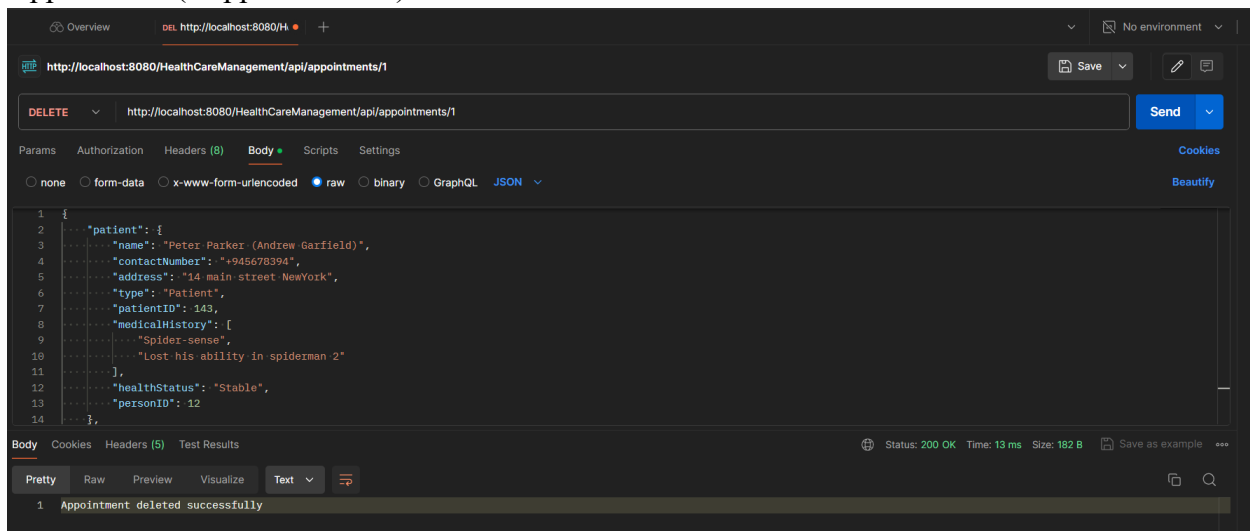 Overview DEL http://localhost:8080/H No environment
HTTP http://localhost:8080/HealthCareManagement/api/appointments/1 Save
DELETE http://localhost:8080/HealthCareManagement/api/appointments/1 Send
Params Authorization Headers (8) Body Scripts Settings Cookies
none form-data x-www-form-urlencoded raw binary GraphQL JSON Beautify
1 {
2 "patient": {
3 "name": "Peter Parker (Andrew Garfield)",
4 "contactNumber": "+945678394",
5 "address": "14 main street NewYork",
6 "type": "Patient",
7 "patientID": 143,
8 "medicalHistory": [
9 "Spider-sense",
10 "Lost his ability in spiderman 2"
11 ],
12 "healthStatus": "Stable",
13 "personID": 12
14 },
Body Cookies Headers (5) Test Results Status: 200 OK Time: 13 ms Size: 182 B Save as example
Pretty Raw Preview Visualize Text
1 Appointment deleted successfully